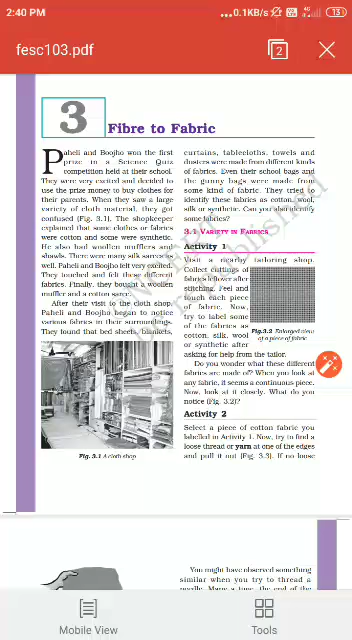 2:40 PM
...0.1KB/s
4G
13
fesc103.pdf
2
3
Fibre to Fabric
Paheli and Boojho won the first
prize in a Science Quiz
competition held at their school.
They were very excited and decided to
use the prize money to buy clothes for
their parents. When they saw a large
variety of cloth material, they got
confused (Fig. 3.1). The shopkeeper
explained that some clothes or fabrics
were cotton and some were synthetic.
He also had woollen mufflers and
shawls. There were many silk sarees as
well. Paheli and Boojho felt very excited.
They touched and felt these different
fabrics. Finally, they bought a woollen
muffler and a cotton saree.
After their visit to the cloth shop,
Paheli and Boojho began to notice
various fabrics in their surroundings.
They found that bed sheets, blankets,
Fig. 3.1 A cloth shop
curtains, tablecloths, towels and
dusters were made from different kinds
of fabrics. Even their school bags and
the gunny bags were made from
some kind of fabric. They tried to
identify these fabrics as cotton, wool,
silk or synthetic. Can you also identify
some fabrics?
3.1 VARIETY IN FABRICS
Activity 1
Visit a nearby tailoring shop.
Collect cuttings of
fabrics leftover after
stitching. Feel and
touch each piece
of fabric. Now,
try to label some
of the fabrics as
cotton, silk, wool
or synthetic after
asking for help from the tailor.
Fig.3.2 Enlarged view
of a piece of fabric
Do you wonder what these different
fabrics are made of? When you look at
any fabric, it seems a continuous piece.
Now, look at it closely. What do you
notice (Fig. 3.2)?
Activity 2
Select a piece of cotton fabric you
labelled in Activity 1. Now, try to find a
loose thread or yarn at one of the edges
and pull it out (Fig. 3.3). If no loose
You might have observed something
similar when you try to thread a
needle. Many a time, the end of the
Mobile View
Tools